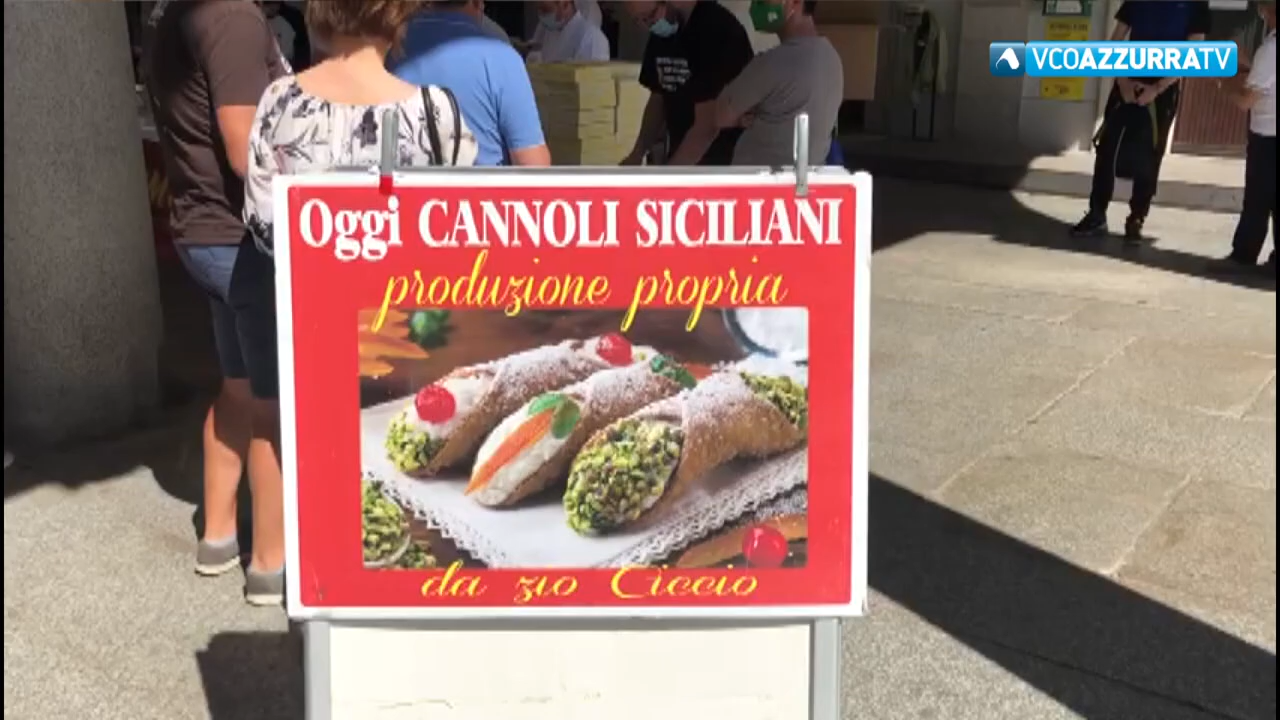 VCOAZZURRATV
Oggi CANNOLI SICILIANI
produzione propria
da zio Ciccio